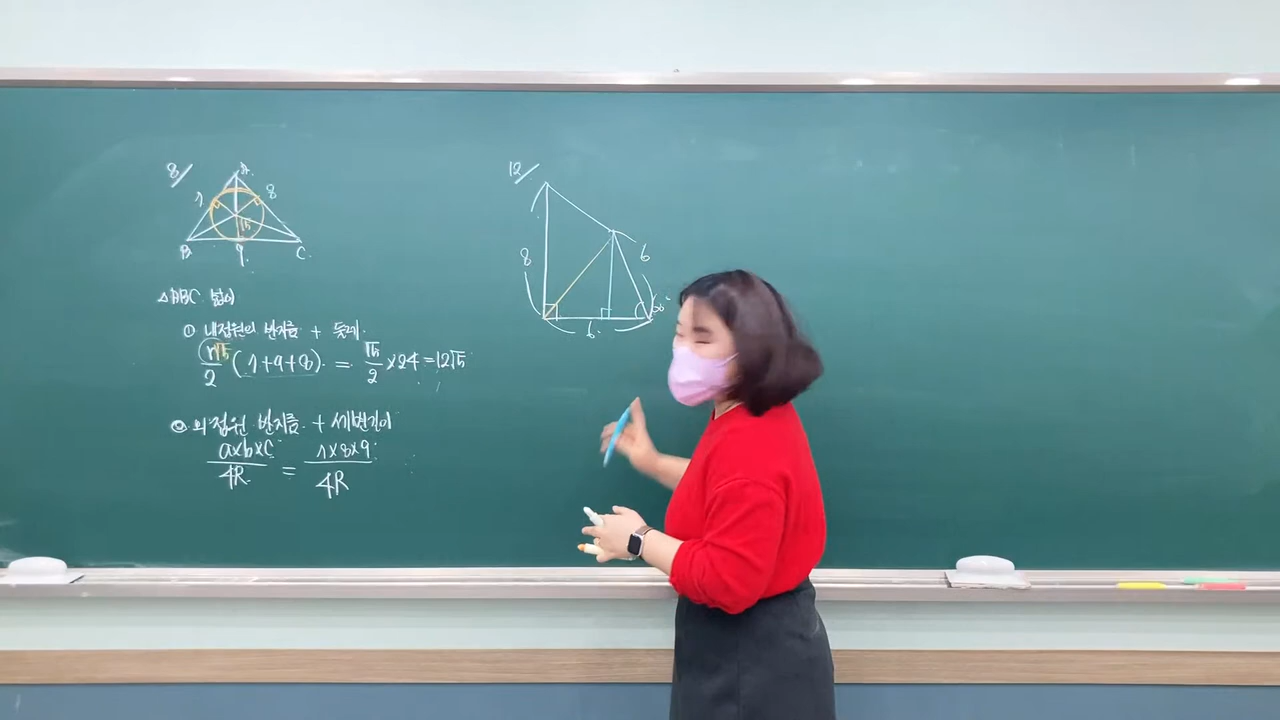 8/
A
7
8
√5
B
9
C
△ABC 넓이
① 내접원의 반지름 + 둘레.
r√5/2 (7+9+8) = √5/2 ×24=12√5
② 외접원 반지름 + 세변길이
a×b×c/4R = 7×8×9/4R
12/
8
6
6